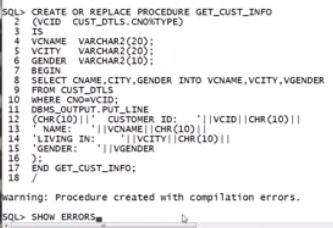 SQL> CREATE OR REPLACE PROCEDURE GET_CUST_INFO
2 (VCID CUST_DTLS.CNO%TYPE)
3 IS
4 VCNAME VARCHAR2(20);
5 VCITY VARCHAR2(20);
6 GENDER VARCHAR2(10);
7 BEGIN
8 SELECT CNAME,CITY,GENDER INTO VCNAME,VCITY,VGENDER
9 FROM CUST_DTLS
10 WHERE CNO=VCID;
11 DBMS_OUTPUT.PUT_LINE
12 (CHR(10)||' CUSTOMER ID: '||VCID||CHR(10)||
13 ' NAME: '||VCNAME||CHR(10)||
14 'LIVING IN: '||VCITY||CHR(10)||
15 'GENDER: '||VGENDER
16 );
17 END GET_CUST_INFO;
18 /
Warning: Procedure created with compilation errors.
SQL> SHOW ERRORS